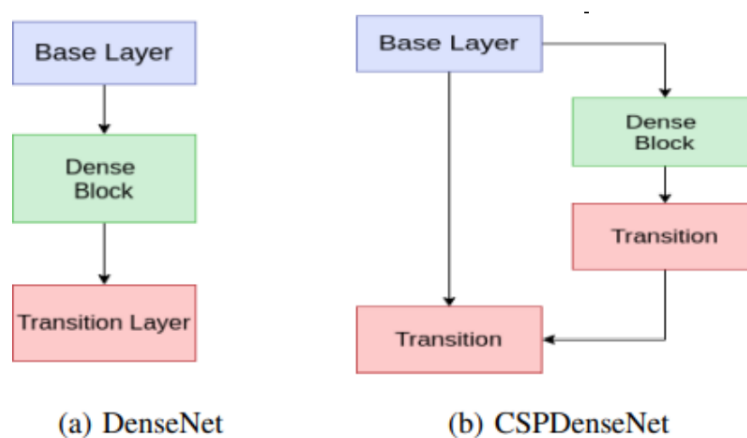 Base Layer
Dense
Block
Transition Layer
(a) DenseNet
Base Layer
Dense
Block
Transition
Transition
(b) CSPDenseNet